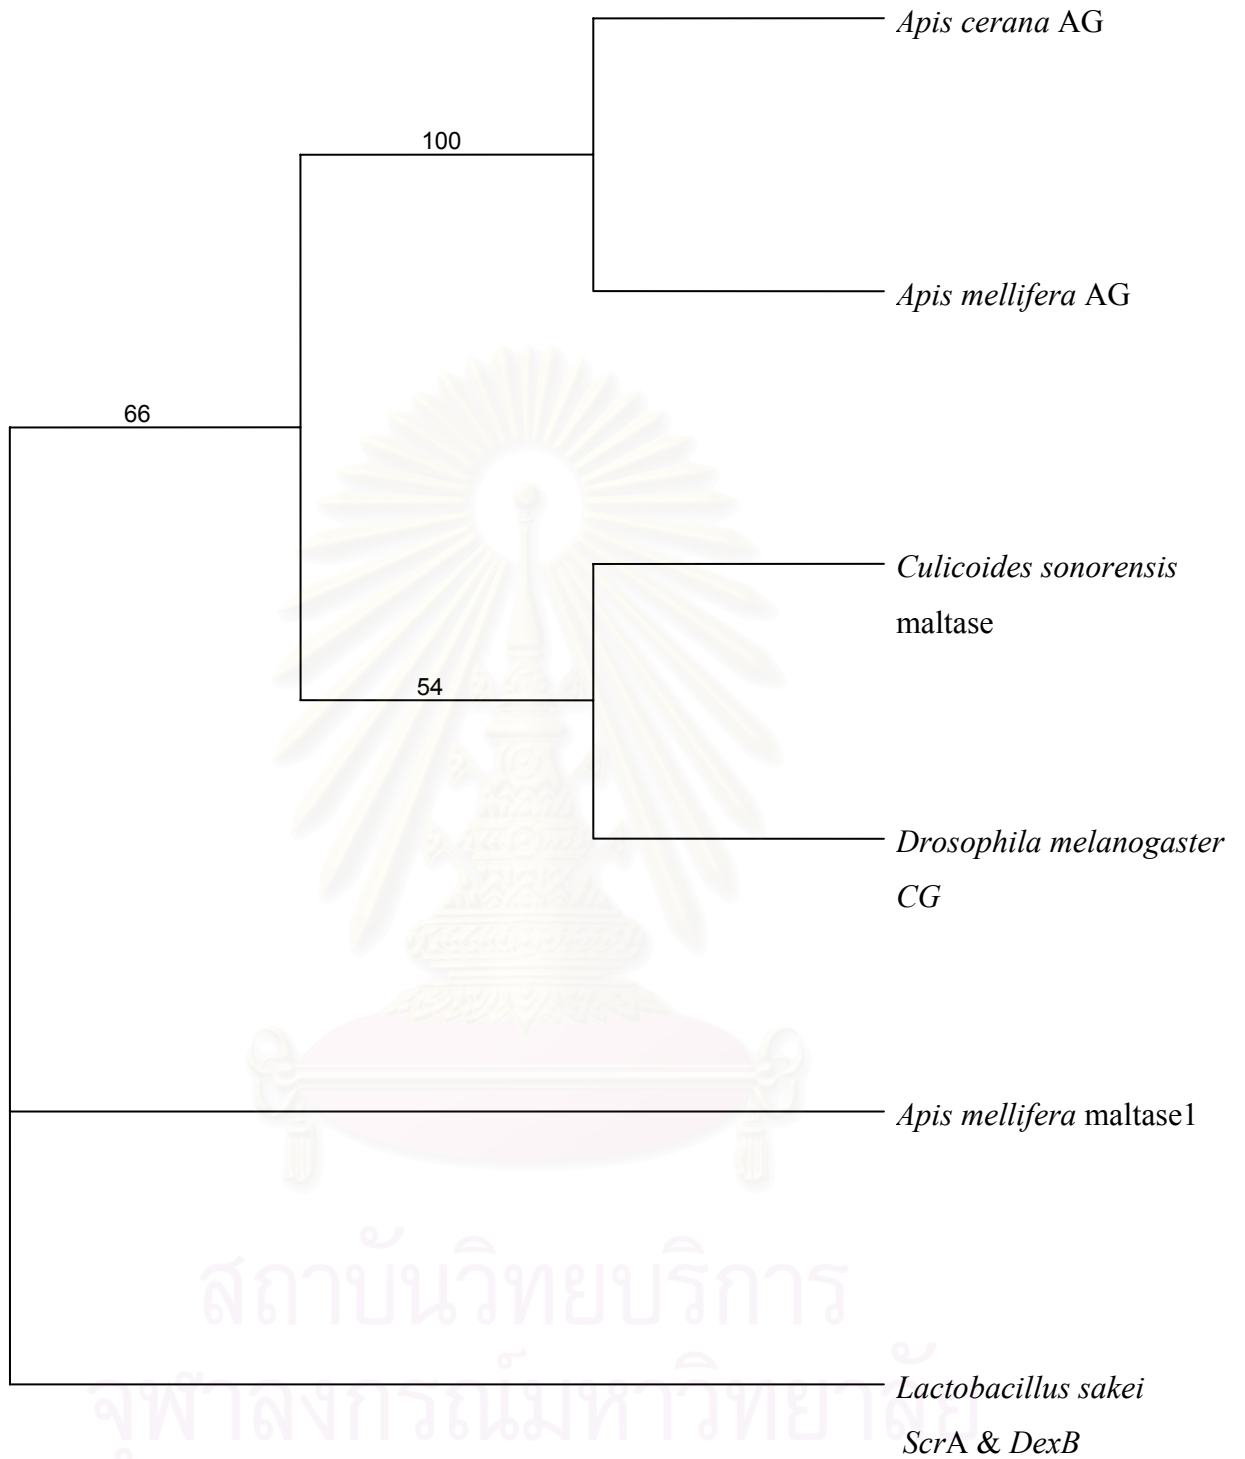 Apis cerana AG
100
Apis mellifera AG
66
Culicoides sonorensis
maltase
54
Drosophila melanogaster
CG
Apis mellifera maltase1
สถาบันวิทยบริการ
จุฬาลงกรณ์มหาวิทยาลัย
Lactobacillus sakei
ScrA & DexB